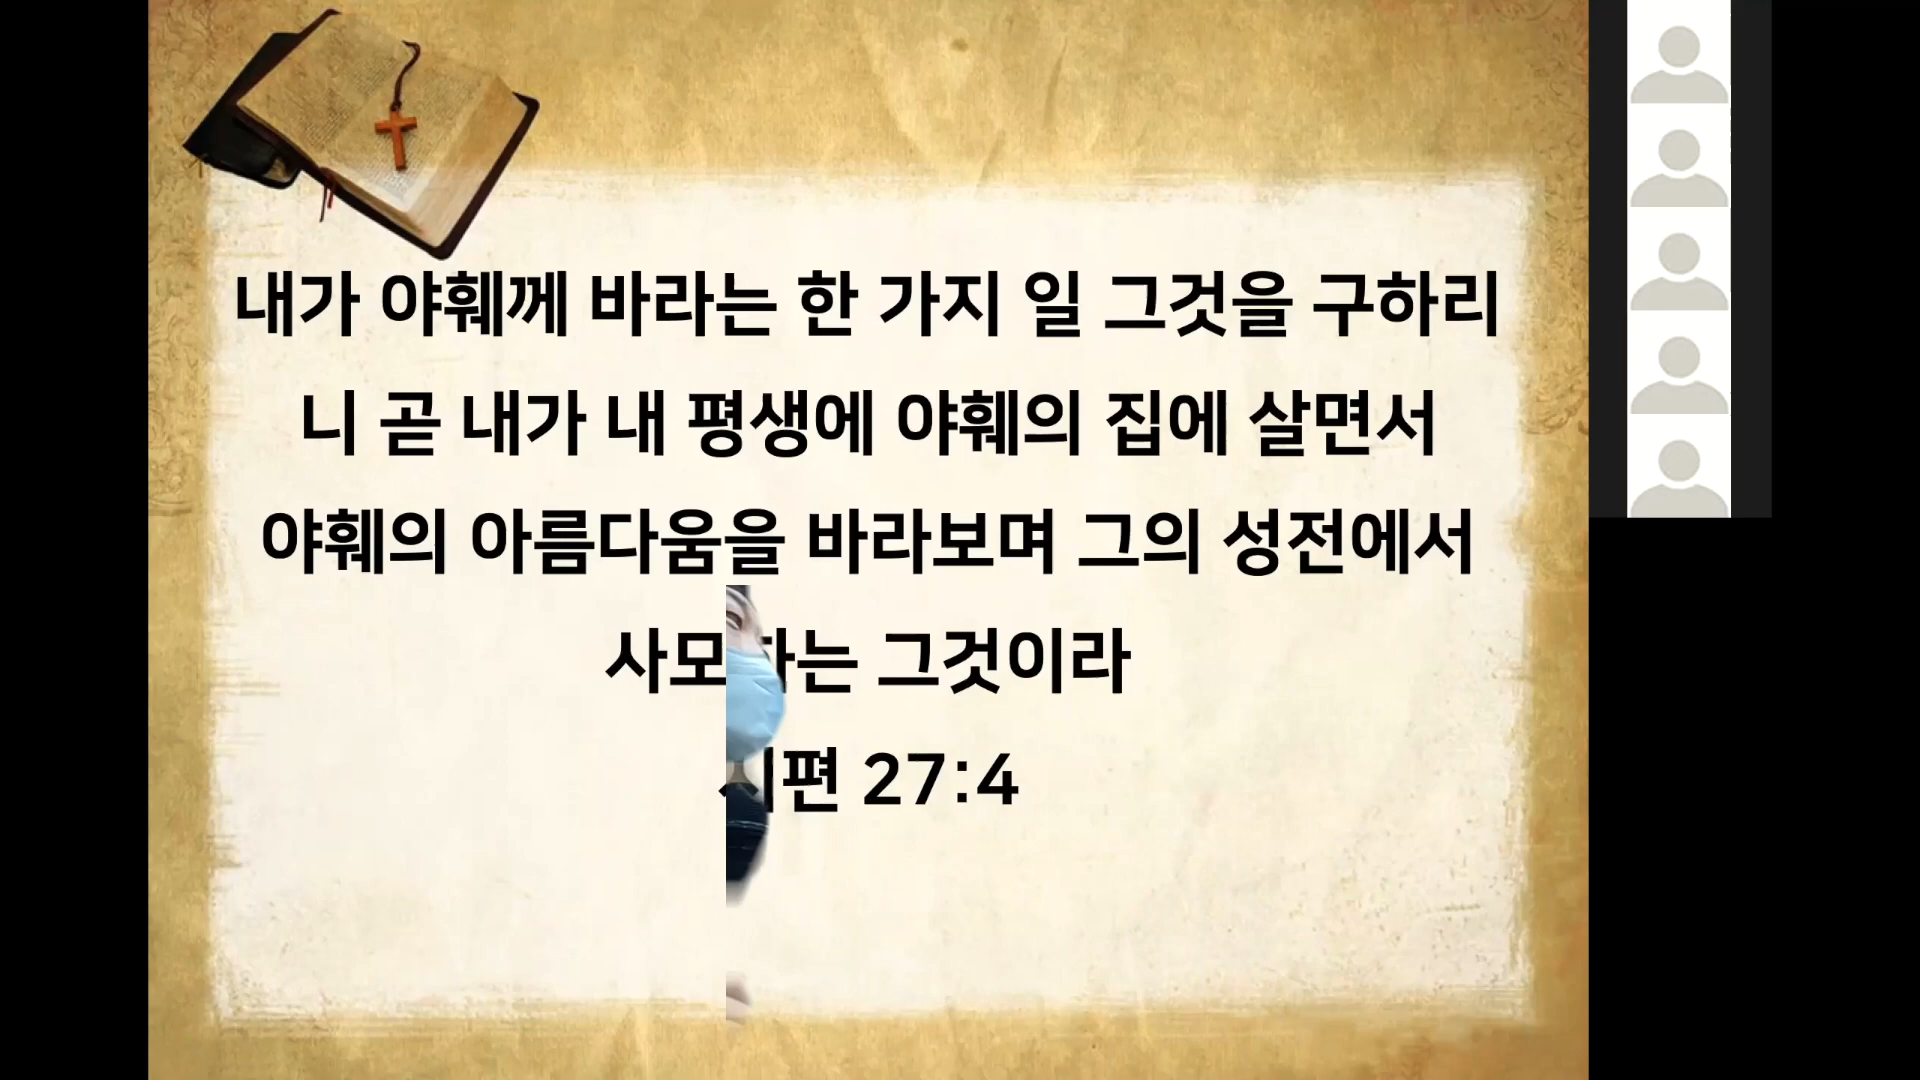 내가 야훼께 바라는 한 가지 일 그것을 구하리
니 곧 내가 내 평생에 야훼의 집에 살면서
야훼의 아름다움을 바라보며 그의 성전에서
사모하는 그것이라
시편 27:4